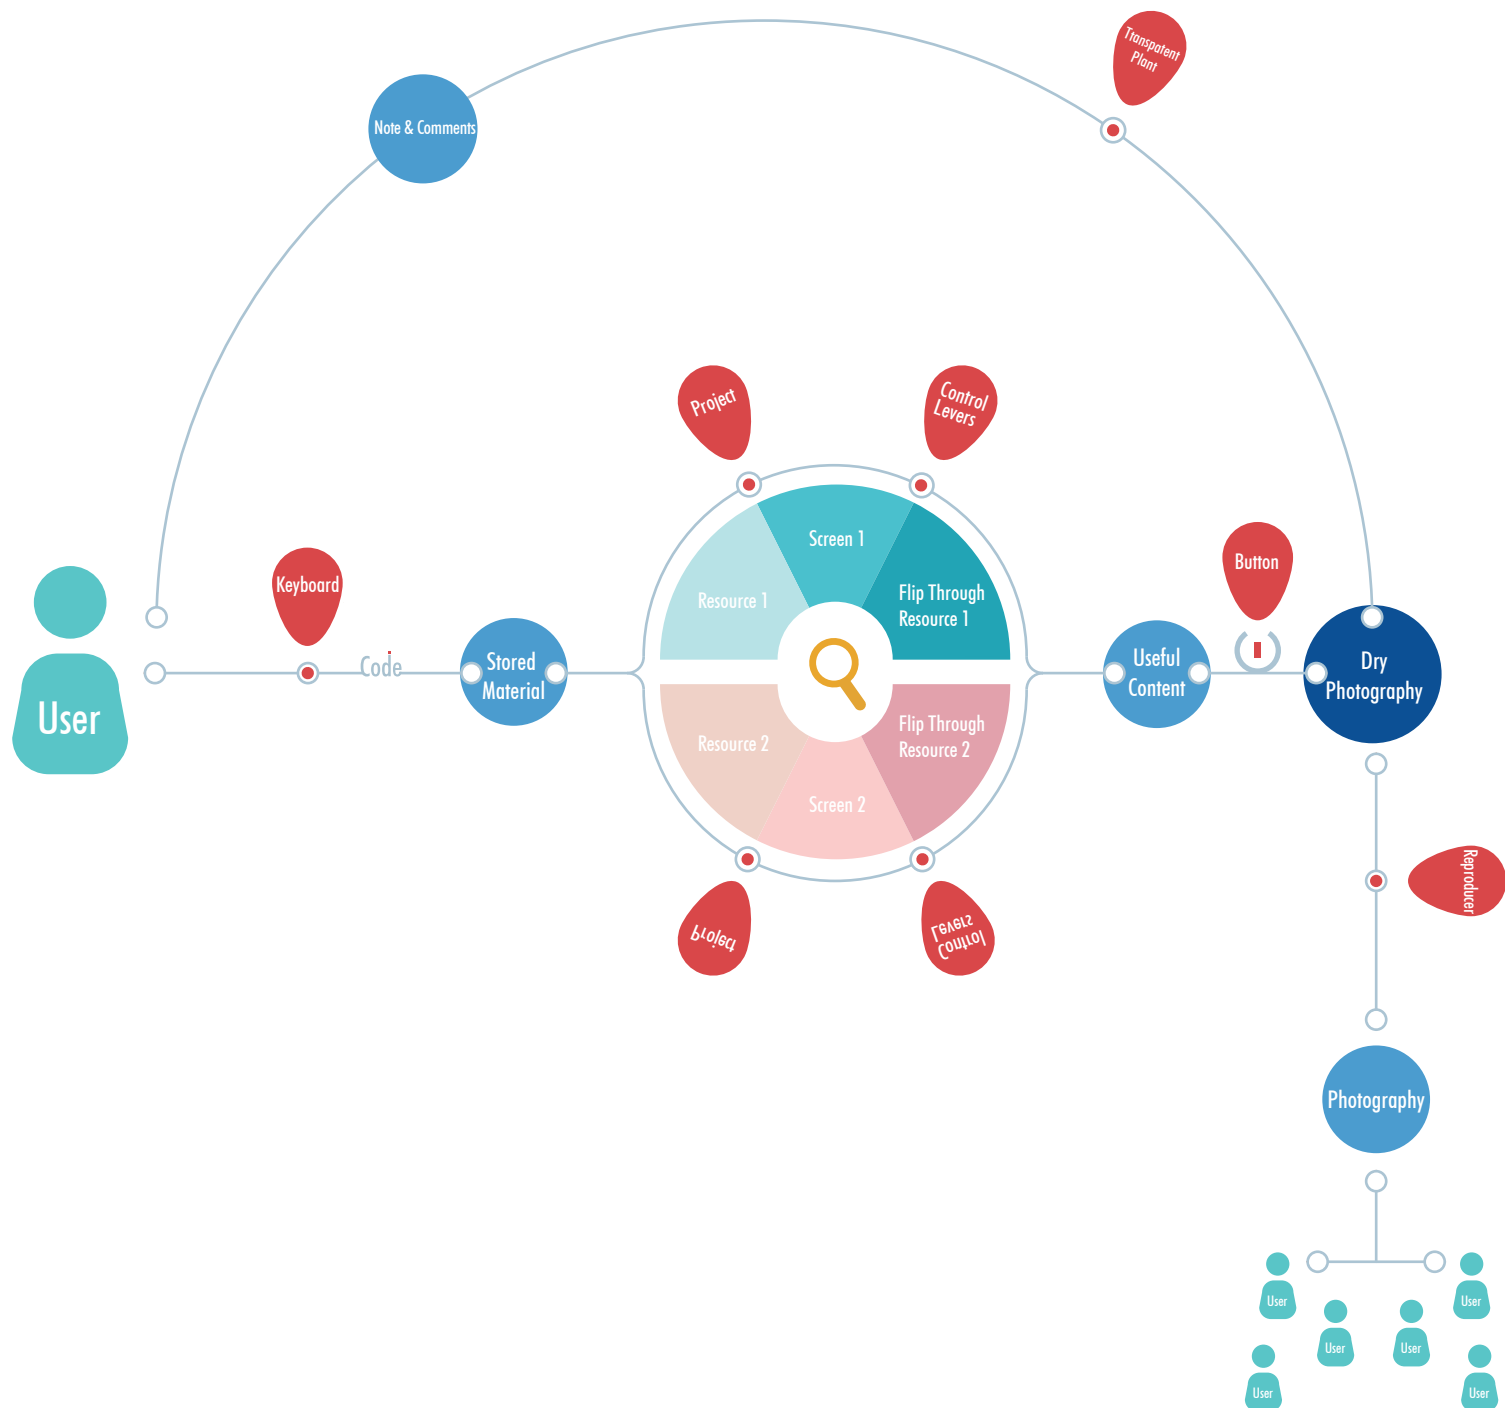 Transpatent
Plant
Note & Comments
Project
Control
Levers
Keyboard
Button
Screen 1
Resource 1
Flip Through
Resource 1
User
Code
Stored
Material
Useful
Content
Dry
Photography
Resource 2
Flip Through
Resource 2
Screen 2
Project
Control
Levers
Reproducer
Photography
User
User
User
User
User
User